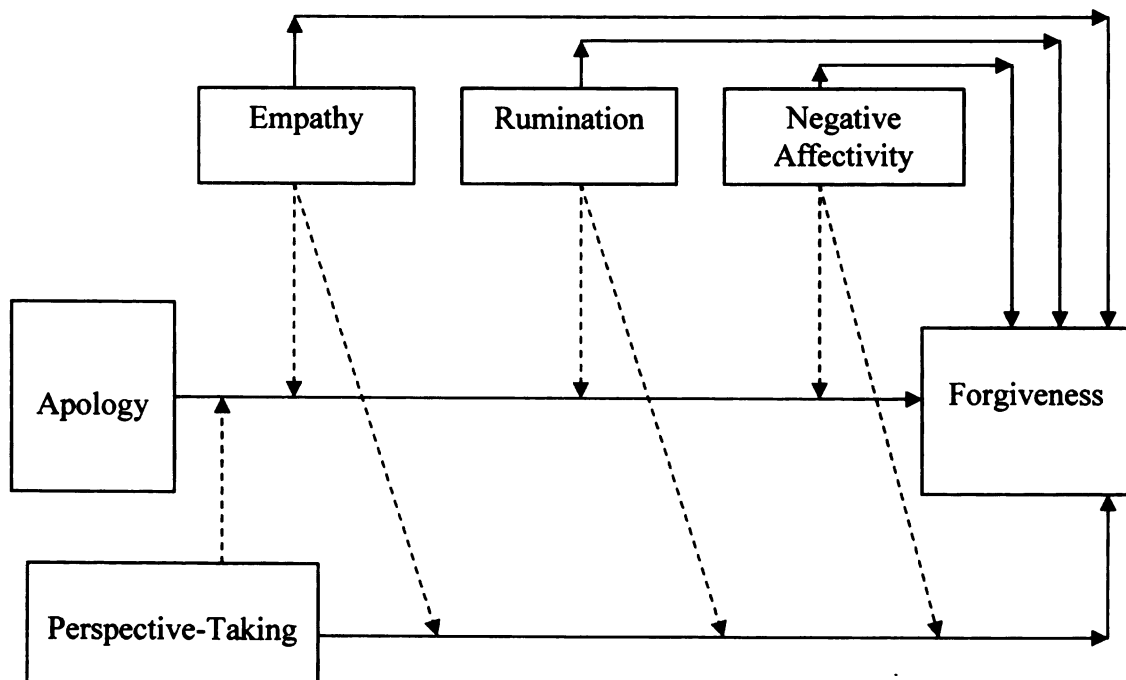 Empathy
Rumination
Negative
Affectivity
Apology
Forgiveness
Perspective-Taking